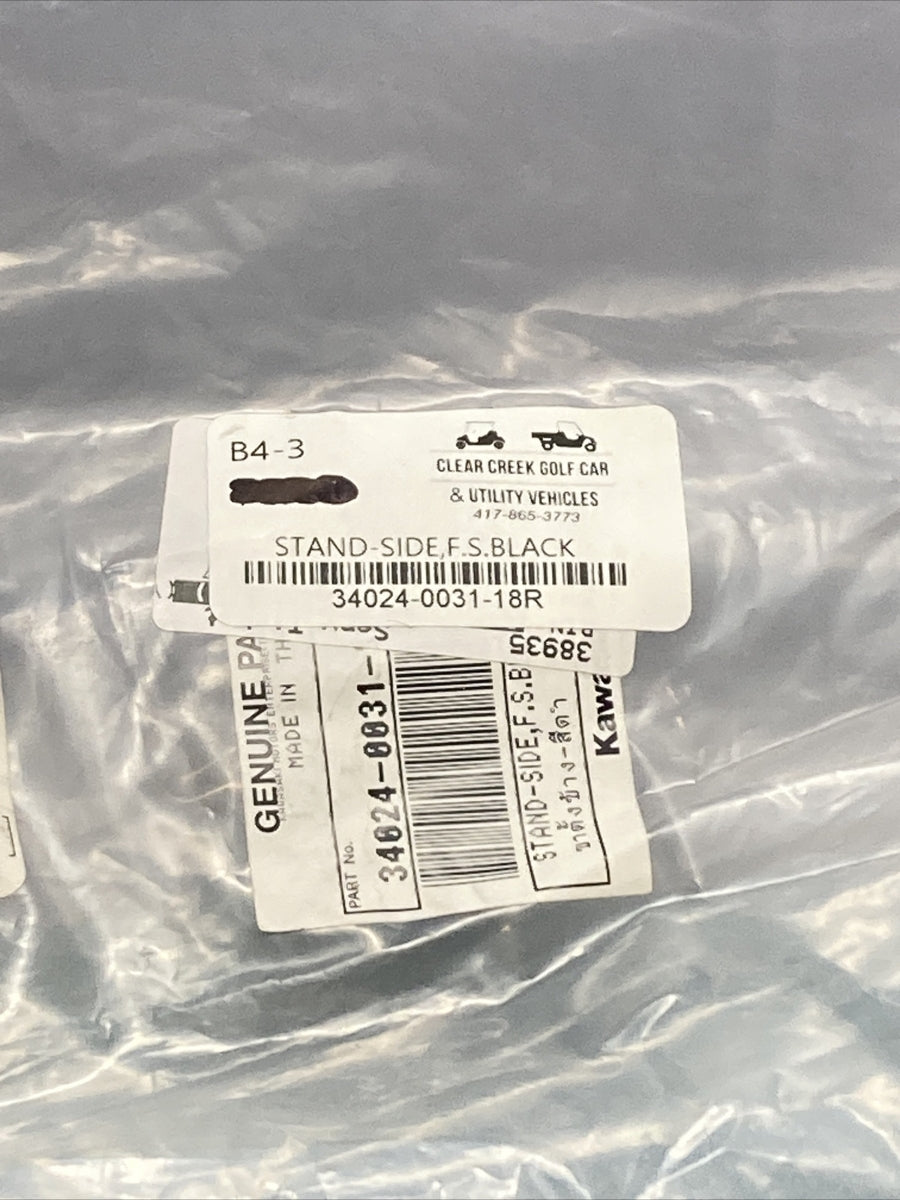 B4-3
CLEAR CREEK GOLF CAR
& UTILITY VEHICLES
417-865-3773
STAND-SIDE,F.S.BLACK
34024-0031-18R
38935
GENUINE PA
MADE IN TH
PART No.
34024-0031-
STAND-SIDE,F.S.B
ขาตั้งข้าง-สีดำ
Kawa